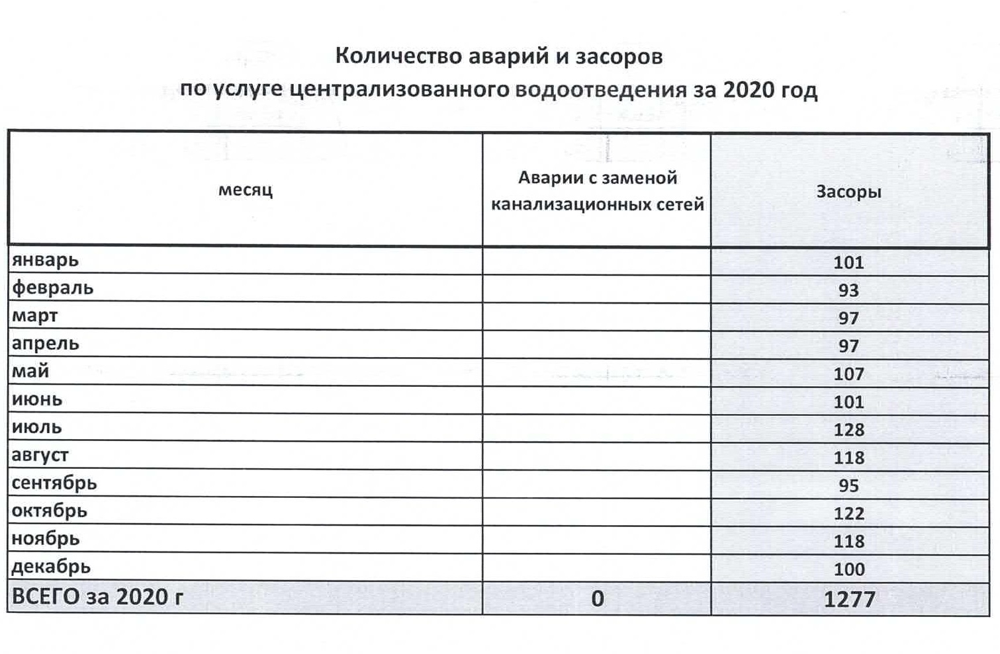 Количество аварий и засоров
по услуге централизованного водоотведения за 2020 год
месяц
Аварии с заменой
канализационных сетей
Засоры
январь 101
февраль 93
март 97
апрель 97
май 107
июнь 101
июль 128
август 118
сентябрь 95
октябрь 122
ноябрь 118
декабрь 100
ВСЕГО за 2020 г 0 1277